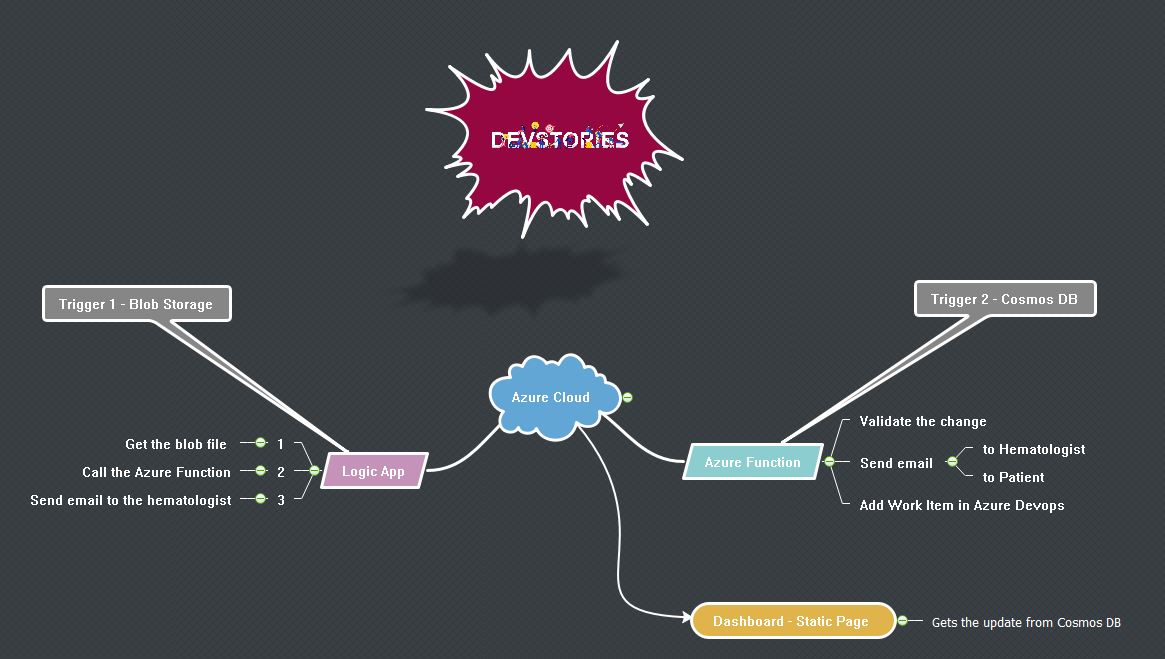 DEVSTORIES
Trigger 1 - Blob Storage
Trigger 2 - Cosmos DB
Azure Cloud
Logic App
1
Get the blob file
2
Call the Azure Function
3
Send email to the hematologist
Azure Function
Validate the change
Send email
to Hematologist
to Patient
Add Work Item in Azure Devops
Dashboard - Static Page
Gets the update from Cosmos DB